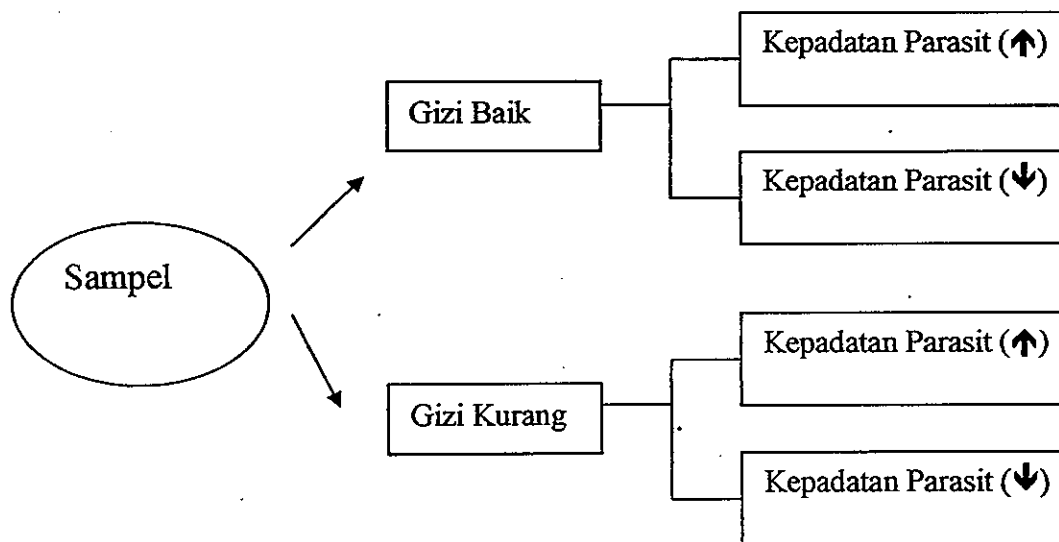 Kepadatan Parasit (↑)
Gizi Baik
Kepadatan Parasit (↓)
Sampel
Kepadatan Parasit (↑)
Gizi Kurang
Kepadatan Parasit (↓)